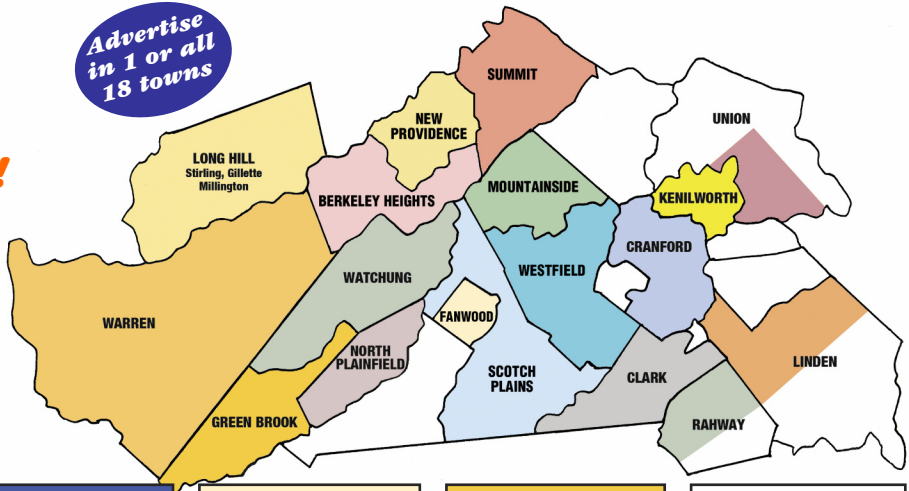 Advertise
in 1 or all
18 towns
!
SUMMIT
NEW
PROVIDENCE
UNION
LONG HILL
Stirling, Gillette
Millington
BERKELEY HEIGHTS
MOUNTAINSIDE
KENILWORTH
CRANFORD
WATCHUNG
WESTFIELD
WARREN
FANWOOD
NORTH
PLAINFIELD
SCOTCH
PLAINS
CLARK
LINDEN
GREEN BROOK
RAHWAY